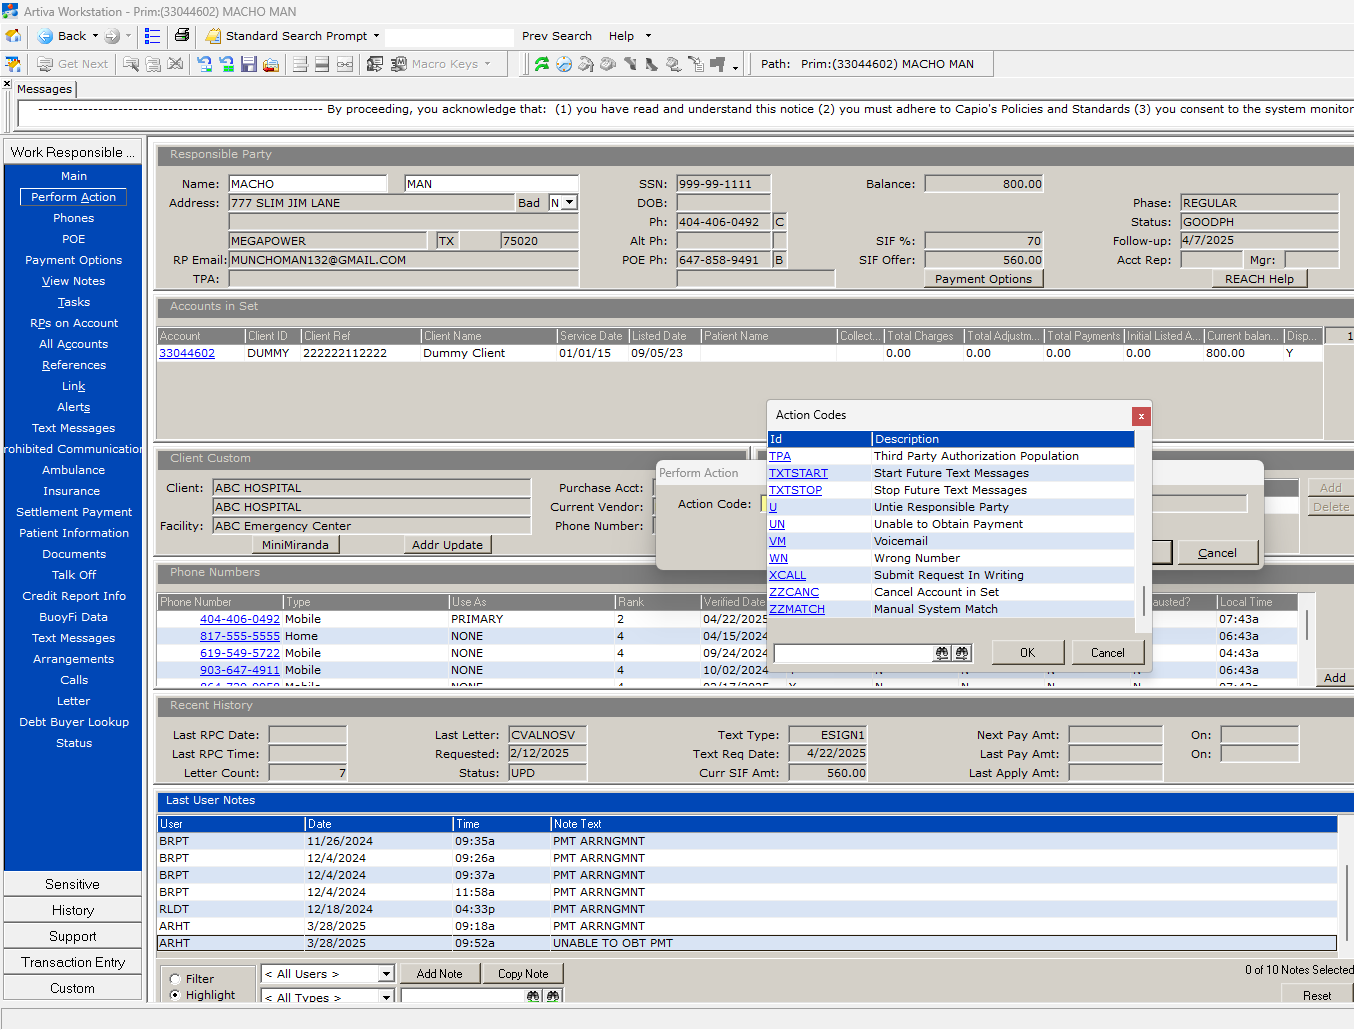 Artiva Workstation - Prim:(33044602) MACHO MAN
Back
Standard Search Prompt
Prev Search
Help
Get Next
Macro Keys
Path: Prim:(33044602) MACHO MAN
Messages
By proceeding, you acknowledge that: (1) you have read and understand this notice (2) you must adhere to Capio's Policies and Standards (3) you consent to the system monitor
Work Responsible ...
Main
Perform Action
Phones
POE
Payment Options
View Notes
Tasks
RPs on Account
All Accounts
References
Link
Alerts
Text Messages
rohibited Communication
Ambulance
Insurance
Settlement Payment
Patient Information
Documents
Talk Off
Credit Report Info
BuoyFi Data
Text Messages
Arrangements
Calls
Letter
Debt Buyer Lookup
Status
Sensitive
History
Support
Transaction Entry
Custom
Responsible Party
Name: MACHO MAN SSN: 999-99-1111 Balance: 800.00
Address: 777 SLIM JIM LANE Bad N DOB: Phase: REGULAR
Ph: 404-406-0492 C Status: GOODPH
MEGAPOWER TX 75020 Alt Ph: SIF %: 70 Follow-up: 4/7/2025
RP Email: MUNCHOMAN132@GMAIL.COM POE Ph: 647-858-9491 B SIF Offer: 560.00 Acct Rep: Mgr:
TPA: Payment Options REACH Help
Accounts in Set
Account Client ID Client Ref Client Name Service Date Listed Date Patient Name Collect... Total Charges Total Adjustm... Total Payments Initial Listed A... Current balan... Disp... 1
33044602 DUMMY 222222112222 Dummy Client 01/01/15 09/05/23 0.00 0.00 0.00 0.00 800.00 Y
Client Custom
Client: ABC HOSPITAL Purchase Acct:
ABC HOSPITAL Current Vendor:
Facility: ABC Emergency Center Phone Number:
MiniMiranda Addr Update
Add
Delete
Perform Action
Action Code:
Cancel
Action Codes
x
Id Description
TPA Third Party Authorization Population
TXTSTART Start Future Text Messages
TXTSTOP Stop Future Text Messages
U Untie Responsible Party
UN Unable to Obtain Payment
VM Voicemail
WN Wrong Number
XCALL Submit Request In Writing
ZZCANC Cancel Account in Set
ZZMATCH Manual System Match
OK Cancel
Phone Numbers
Phone Number Type Use As Rank Verified Date austed? Local Time
404-406-0492 Mobile PRIMARY 2 04/22/2025 07:43a
817-555-5555 Home NONE 4 04/15/2024 06:43a
619-549-5722 Mobile NONE 4 09/24/2024 04:43a
903-647-4911 Mobile NONE 4 10/02/2024 06:43a
Add
Recent History
Last RPC Date: Last Letter: CVALNOSV Text Type: ESIGN1 Next Pay Amt: On:
Last RPC Time: Requested: 2/12/2025 Text Req Date: 4/22/2025 Last Pay Amt: On:
Letter Count: 7 Status: UPD Curr SIF Amt: 560.00 Last Apply Amt:
Last User Notes
User Date Time Note Text
BRPT 11/26/2024 09:35a PMT ARRNGMNT
BRPT 12/4/2024 09:26a PMT ARRNGMNT
BRPT 12/4/2024 09:37a PMT ARRNGMNT
BRPT 12/4/2024 11:58a PMT ARRNGMNT
RLDT 12/18/2024 04:33p PMT ARRNGMNT
ARHT 3/28/2025 09:18a PMT ARRNGMNT
ARHT 3/28/2025 09:52a UNABLE TO OBT PMT
Filter < All Users > Add Note Copy Note 0 of 10 Notes Selected
Highlight < All Types > Reset